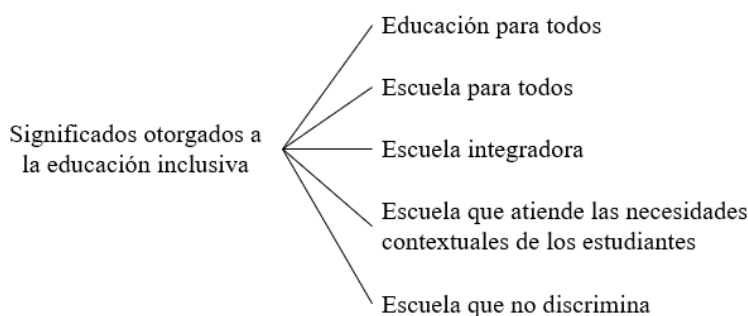 Educación para todos
Escuela para todos
Significados otorgados a
la educación inclusiva
Escuela integradora
Escuela que atiende las necesidades
contextuales de los estudiantes
Escuela que no discrimina